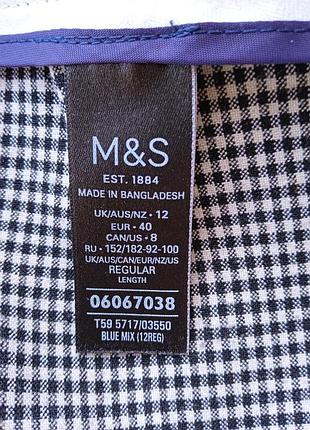 M&S
EST. 1884
MADE IN BANGLADESH
UK/AUS/NZ • 12
EUR • 40
CAN/US • 8
RU • 152/182-92-100
UK/AUS/CAN/EUR/NZ/US
REGULAR
LENGTH
06067038
T59 5717/03550
BLUE MIX (12REG)